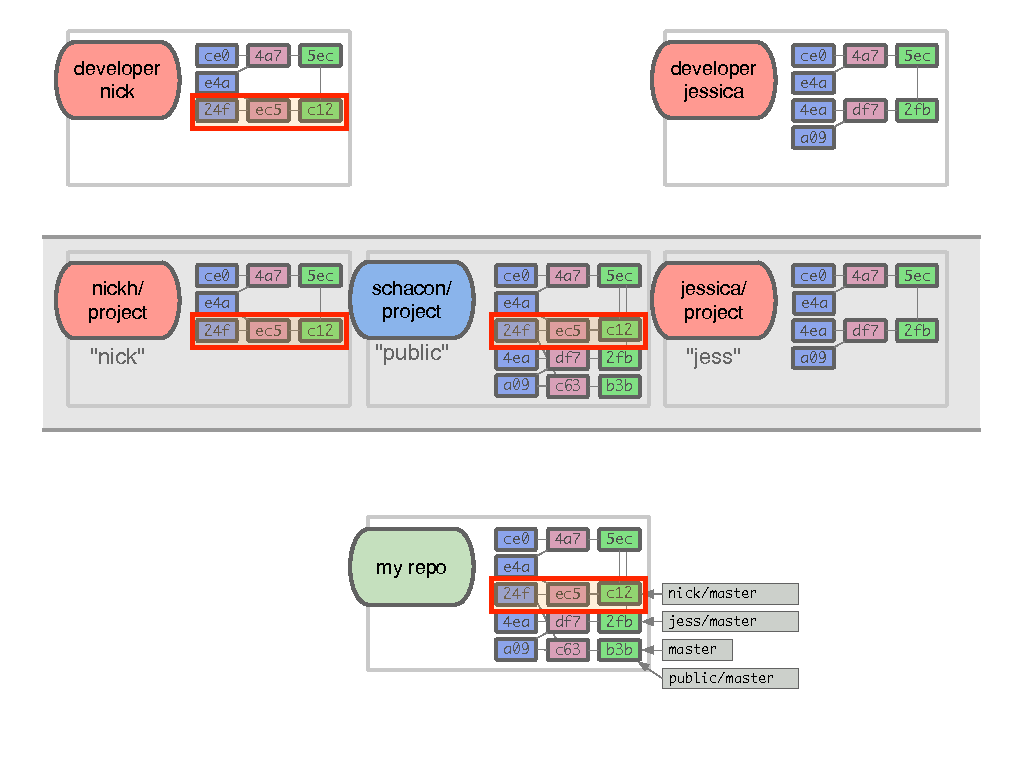 developer
nick
ce0 4a7 5ec
e4a
24f ec5 c12
developer
jessica
ce0 4a7 5ec
e4a
4ea df7 2fb
a09
nickh/
project
"nick"
ce0 4a7 5ec
e4a
24f ec5 c12
schacon/
project
"public"
ce0 4a7 5ec
e4a
24f ec5 c12
4ea df7 2fb
a09 c63 b3b
jessica/
project
"jess"
ce0 4a7 5ec
e4a
4ea df7 2fb
a09
my repo
ce0 4a7 5ec
e4a
24f ec5 c12
4ea df7 2fb
a09 c63 b3b
nick/master
jess/master
master
public/master